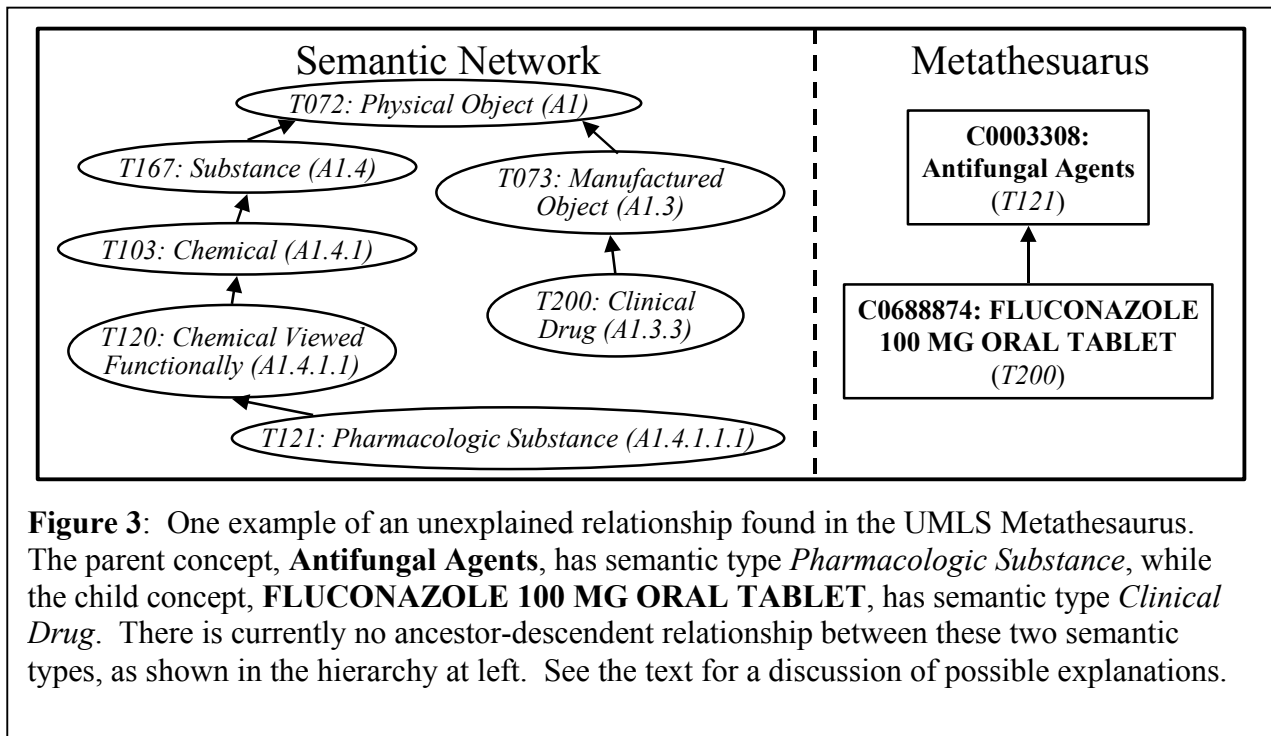 Semantic Network
T072: Physical Object (A1)
T167: Substance (A1.4)
T073: Manufactured
Object (A1.3)
T103: Chemical (A1.4.1)
T200: Clinical
Drug (A1.3.3)
T120: Chemical Viewed
Functionally (A1.4.1.1)
T121: Pharmacologic Substance (A1.4.1.1.1)
Metathesuarus
C0003308:
Antifungal Agents
(T121)
C0688874: FLUCONAZOLE
100 MG ORAL TABLET
(T200)
Figure 3: One example of an unexplained relationship found in the UMLS Metathesaurus.
The parent concept, Antifungal Agents, has semantic type Pharmacologic Substance, while
the child concept, FLUCONAZOLE 100 MG ORAL TABLET, has semantic type Clinical
Drug. There is currently no ancestor-descendent relationship between these two semantic
types, as shown in the hierarchy at left. See the text for a discussion of possible explanations.